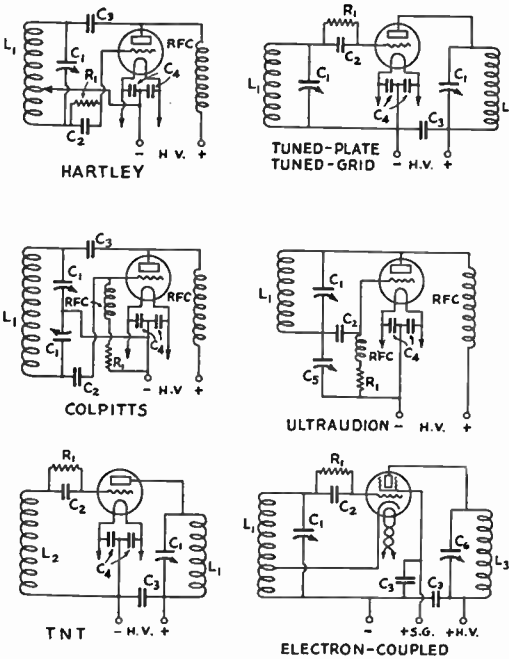 C3
L1
C1
R1
C4
RFC
C2
- H.V. +
HARTLEY
R1
C2
L1
C1
C4
C1
L
C3
- H.V. +
TUNED-PLATE
TUNED-GRID
C3
L1
C1
RFC
RFC
C1
C4
R1
C2
- H.V +
COLPITTS
L1
C1
C2
RFC
C4
RFC
C5
R1
ULTRAUDION - H.V. +
R1
C2
L2
C4
C1
L1
C3
TNT - H.V. +
R1
C2
L1
C1
C6
L3
C3
C3
- +S.G. +H.V.
ELECTRON-COUPLED